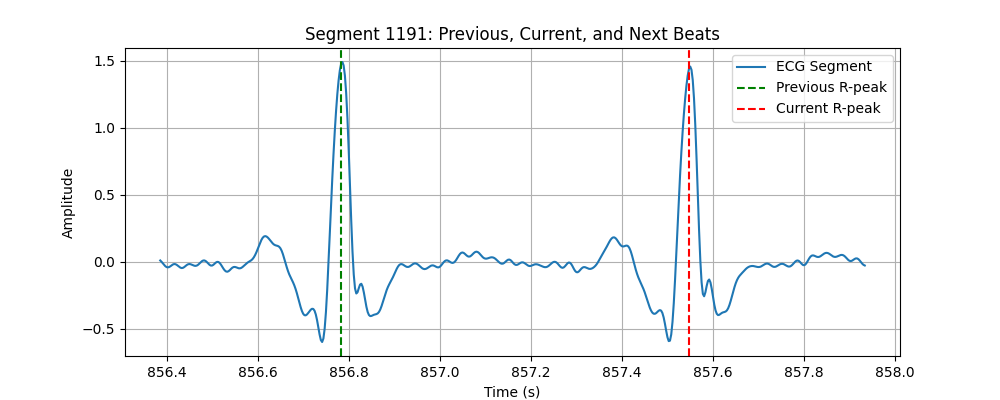 Segment 1191: Previous, Current, and Next Beats
ECG Segment
Previous R-peak
Current R-peak
1.5
1.0
0.5
0.0
−0.5
Amplitude
856.4 856.6 856.8 857.0 857.2 857.4 857.6 857.8 858.0
Time (s)